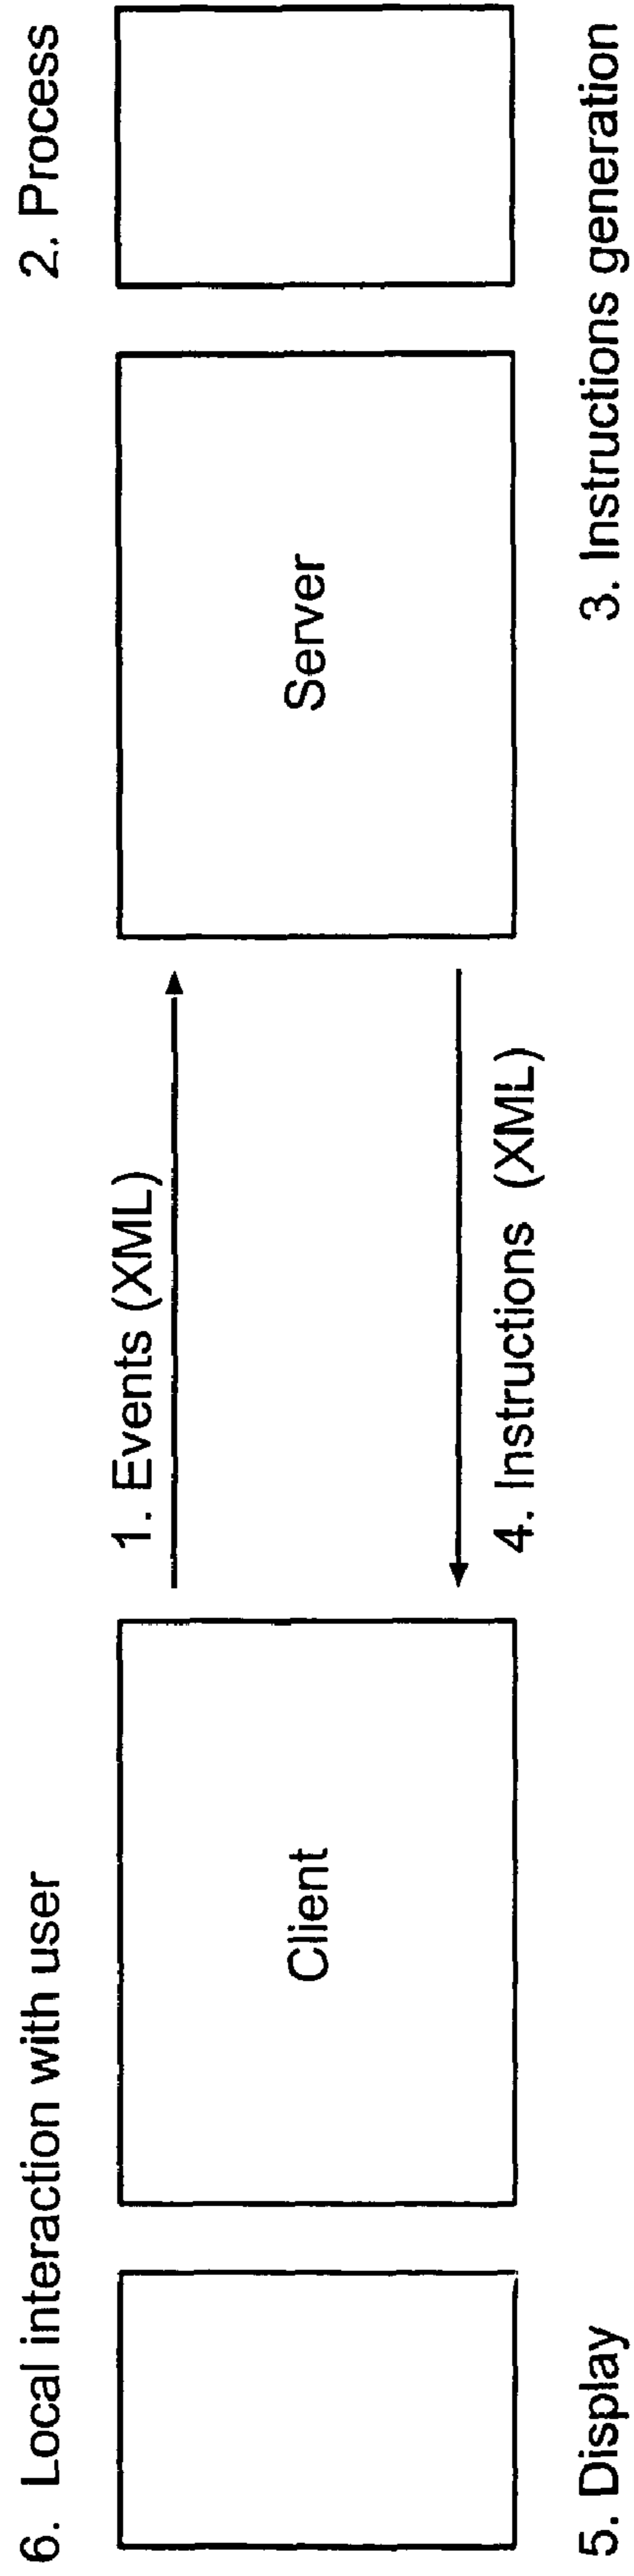 6. Local interaction with user
2. Process
1. Events (XML)
Client
Server
4. Instructions (XML)
5. Display
3. Instructions generation